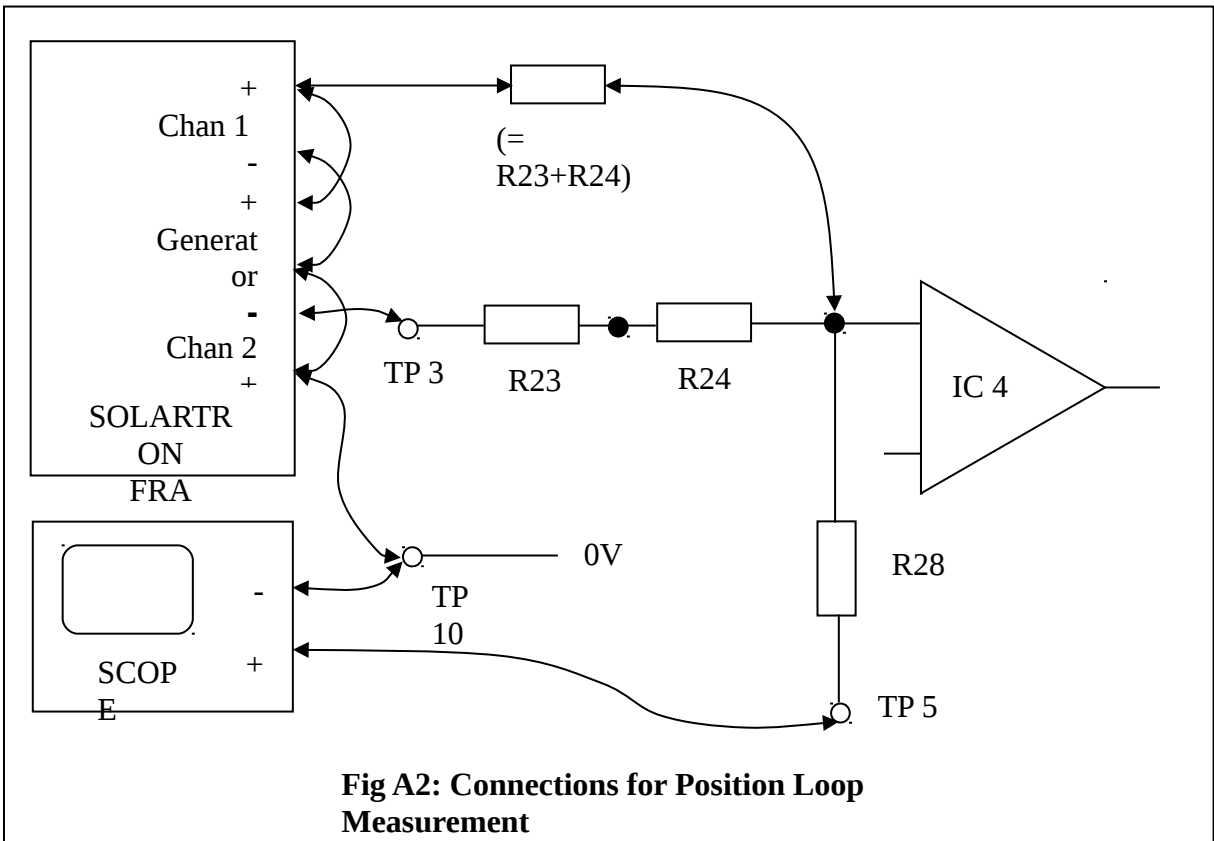 +
Chan 1
-
+
Generat
or
-
Chan 2
+
SOLARTR
ON
FRA
(=
R23+R24)
TP 3
R23
R24
IC 4
0V
TP
10
R28
-
+
SCOP
E
TP 5
Fig A2: Connections for Position Loop
Measurement